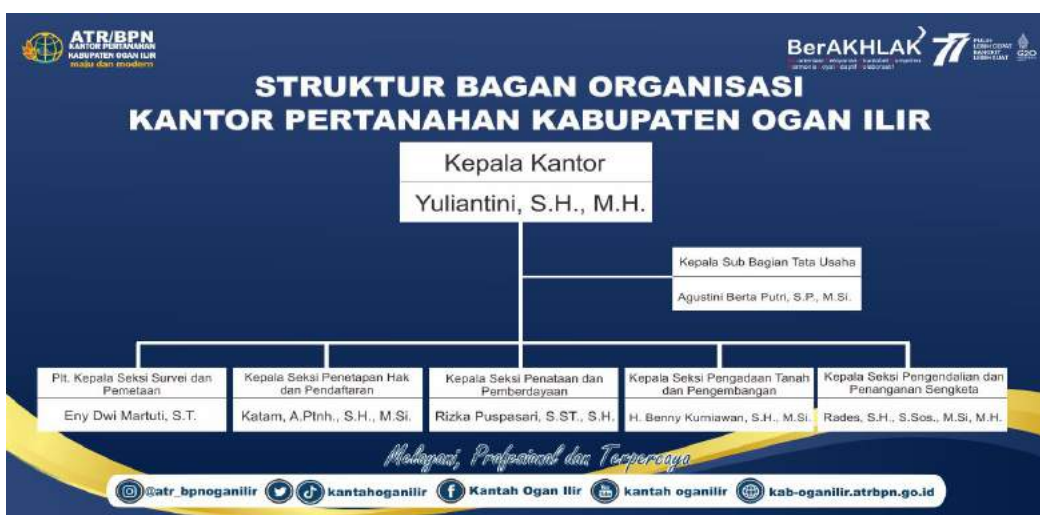 ATR/BPN
KANTOR PERTANAHAN
KABUPATEN OGAN ILIR
maju dan modern
BerAKHLAK
77
G20
STRUKTUR BAGAN ORGANISASI
KANTOR PERTANAHAN KABUPATEN OGAN ILIR
Kepala Kantor
Yuliantini, S.H., M.H.
Kepala Sub Bagian Tata Usaha
Agustini Berta Putri, S.P., M.Si.
Plt. Kepala Seksi Survei dan
Pemetaan
Eny Dwi Martuti, S.T.
Kepala Seksi Penetapan Hak
dan Pendaftaran
Katam, A.Ptnh., S.H., M.Si.
Kepala Seksi Penataan dan
Pemberdayaan
Rizka Puspasari, S.ST., S.H.
Kepala Seksi Pengadaan Tanah
dan Pengembangan
H. Benny Kurniawan, S.H., M.Si.
Kepala Seksi Pengendalian dan
Penanganan Sengketa
Rades, S.H., S.Sos., M.Si, M.H.
Melayani, Profesional dan Terpercaya
@atr_bpnoganilir
kantahoganilir
Kantah Ogan Ilir
kantah oganilir
kab-oganilir.atrbpn.go.id